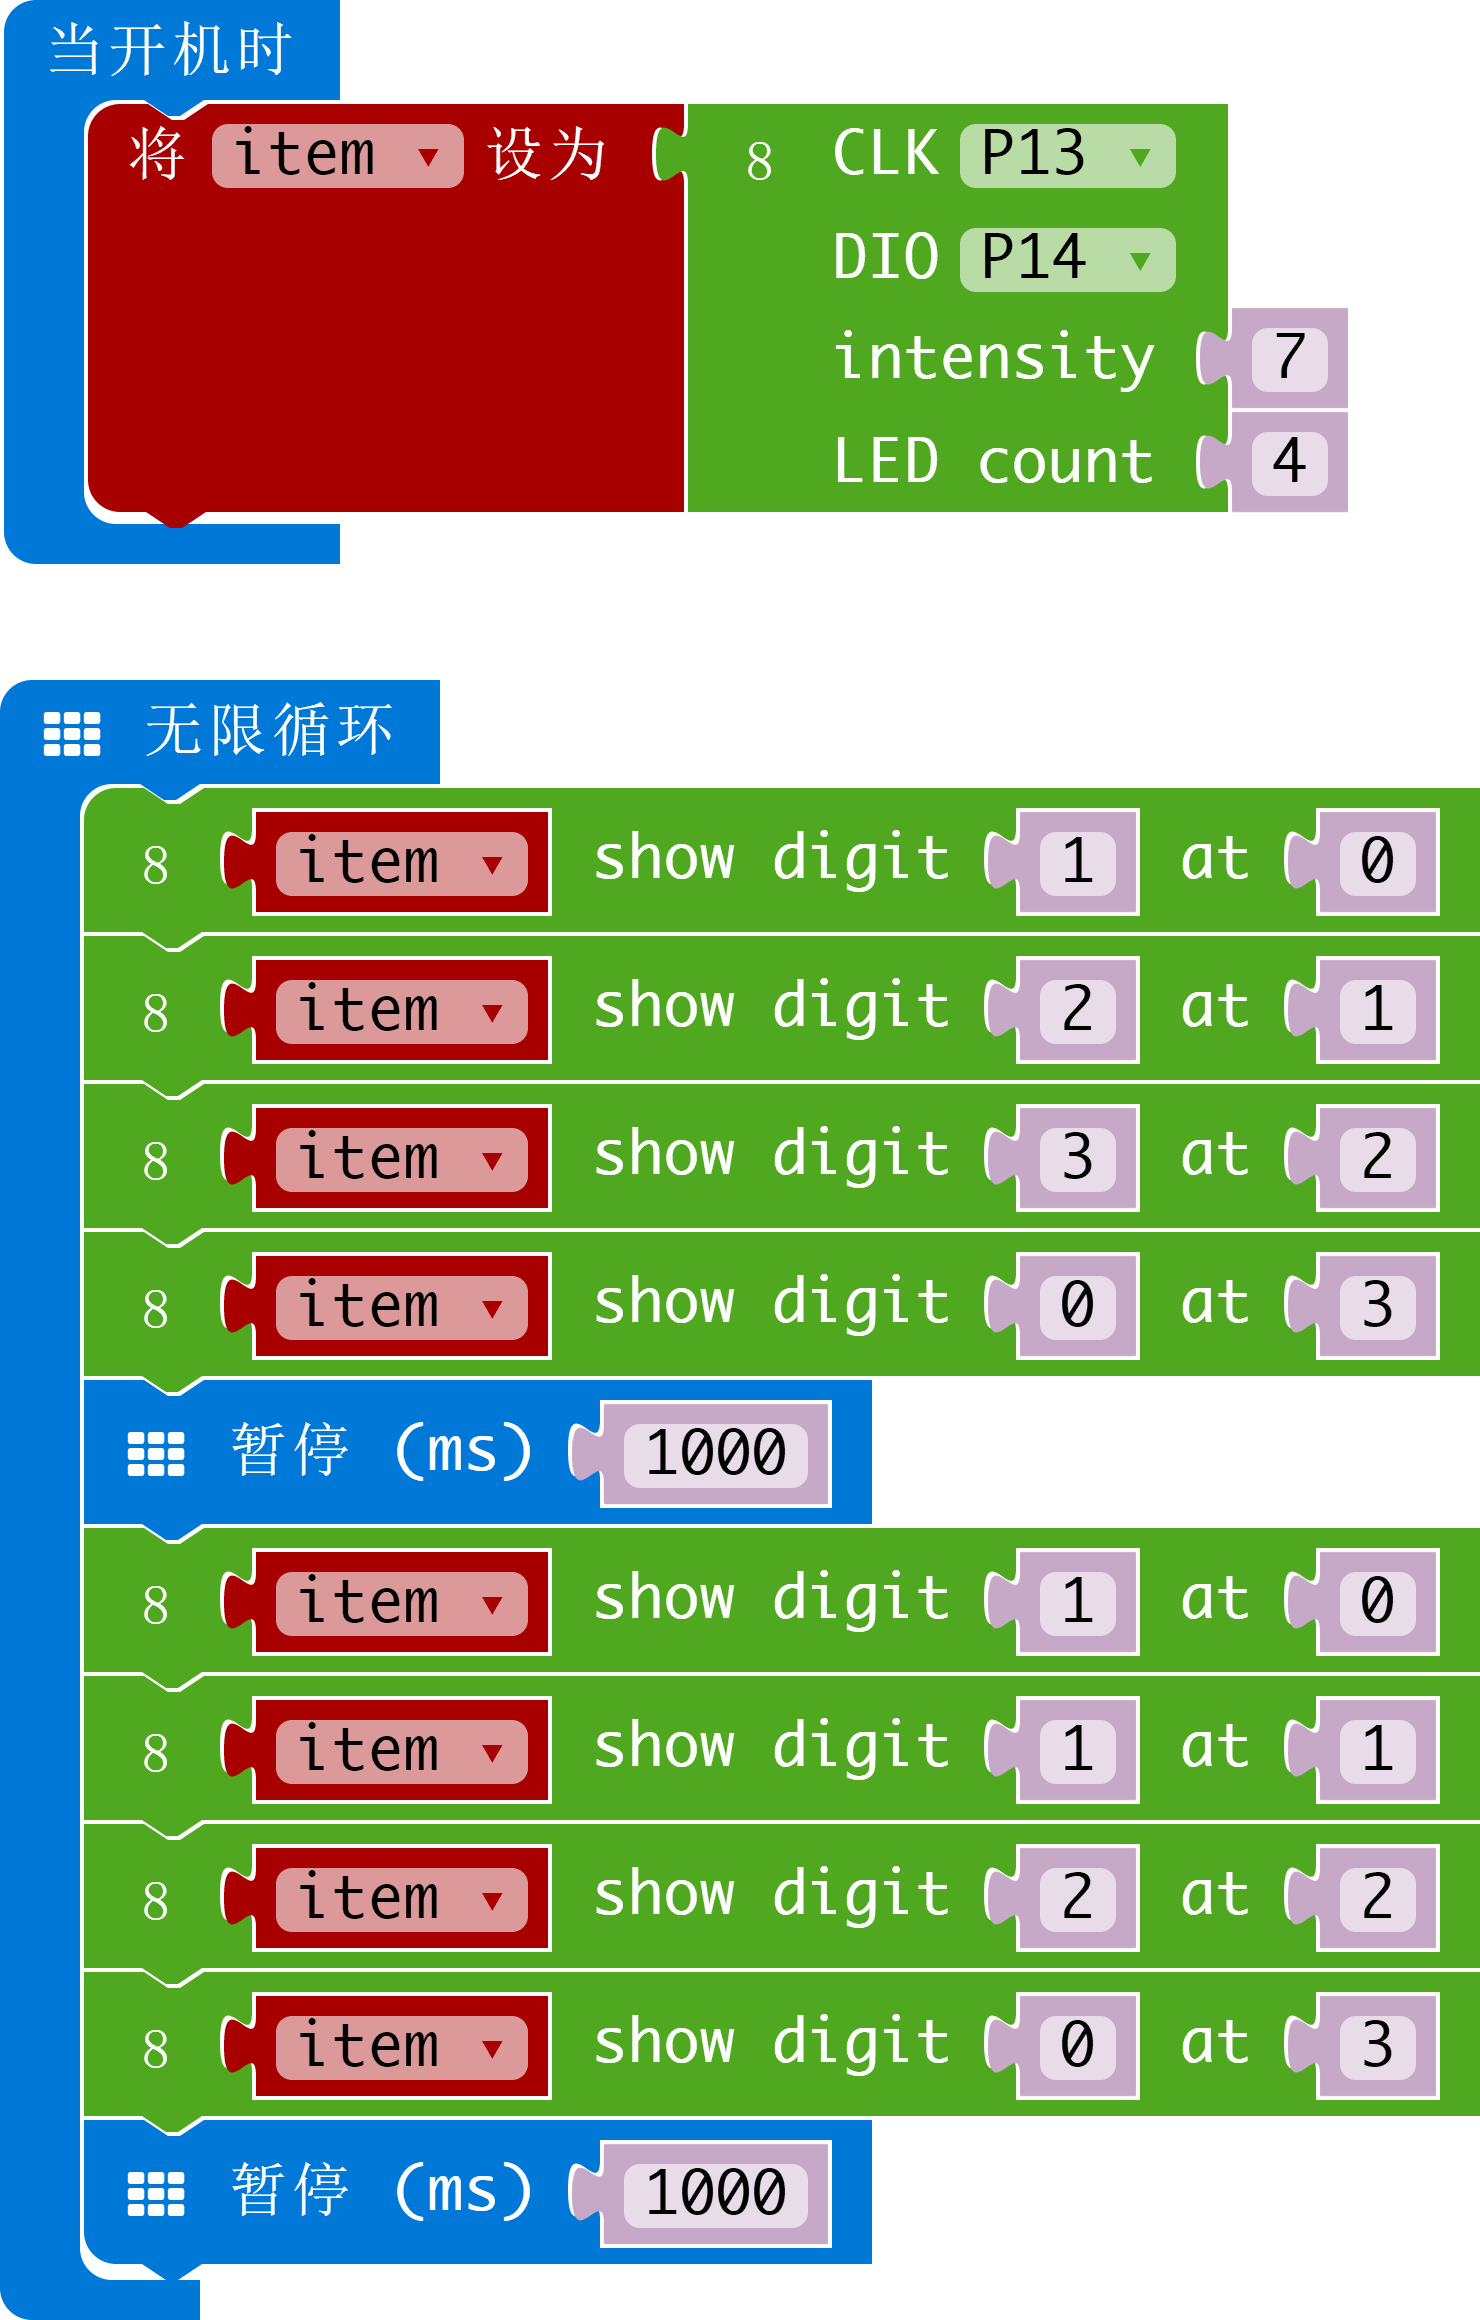 当开机时
将 item 设为 8 CLK P13
DIO P14
intensity 7
LED count 4
无限循环
8 item show digit 1 at 0
8 item show digit 2 at 1
8 item show digit 3 at 2
8 item show digit 0 at 3
暂停 (ms) 1000
8 item show digit 1 at 0
8 item show digit 1 at 1
8 item show digit 2 at 2
8 item show digit 0 at 3
暂停 (ms) 1000